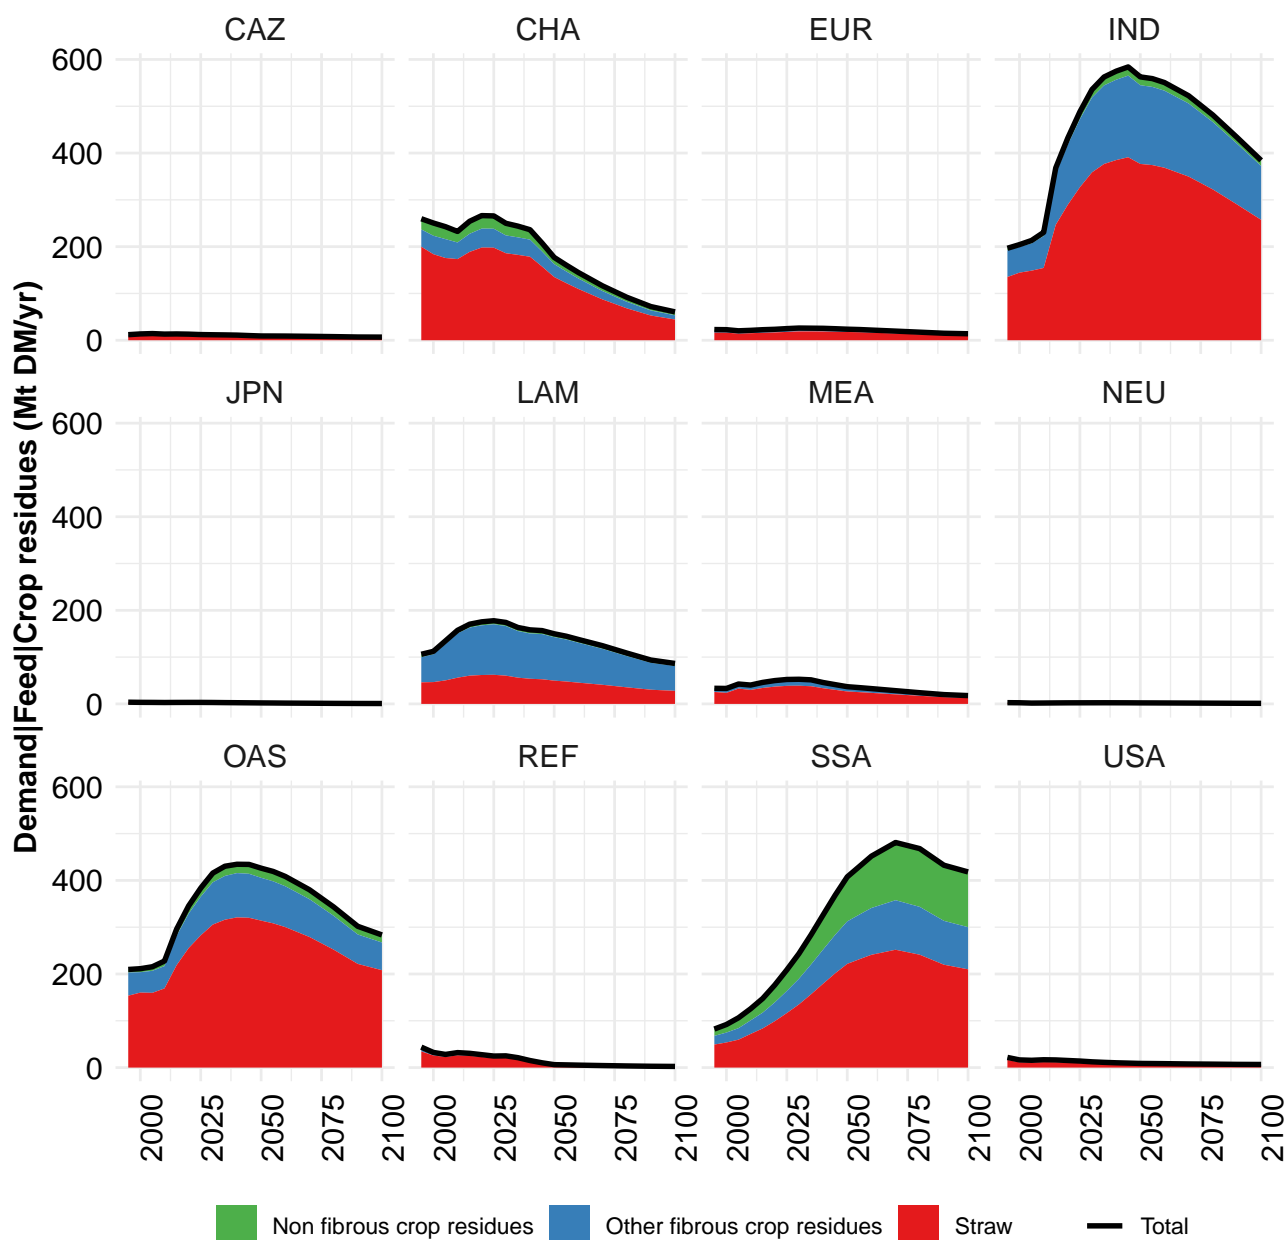 Demand|Feed|Crop residues (Mt DM/yr)
CAZ CHA EUR IND
600
400
200
0
JPN LAM MEA NEU
600
400
200
0
OAS REF SSA USA
600
400
200
0
2000 2025 2050 2075 2100 2000 2025 2050 2075 2100 2000 2025 2050 2075 2100 2000 2025 2050 2075 2100
Non fibrous crop residues Other fibrous crop residues Straw Total